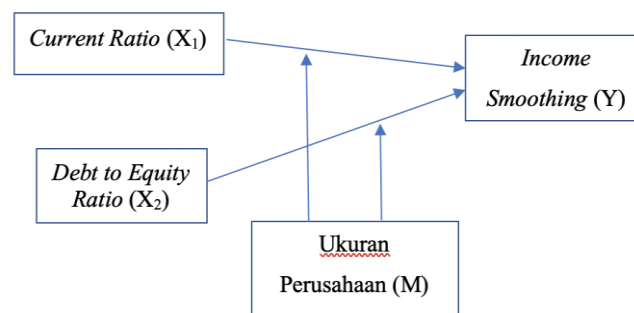 Current Ratio (X₁)
Income
Smoothing (Y)
Debt to Equity
Ratio (X₂)
Ukuran
Perusahaan (M)